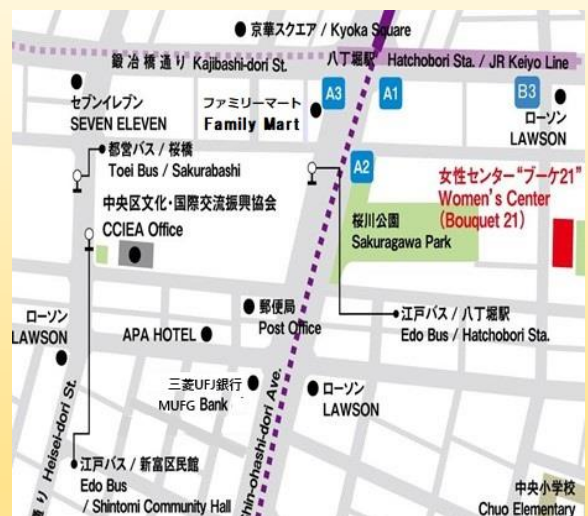 京華スクエア / Kyoka Square
鍛冶橋通り Kajibashi-dori St.
八丁堀駅 Hatchobori Sta. / JR Keiyo Line
セブンイレブン
SEVEN ELEVEN
ファミリーマート
Family Mart
A3
A1
B3
ローソン
LAWSON
都営バス / 桜橋
Toei Bus / Sakurabashi
A2
女性センター"ブーケ21"
Women's Center
(Bouquet 21)
中央区文化・国際交流振興協会
CCIEA Office
桜川公園
Sakuragawa Park
ローソン
LAWSON
郵便局
Post Office
江戸バス / 八丁堀駅
Edo Bus / Hatchobori Sta.
APA HOTEL
三菱UFJ銀行
MUFG Bank
ローソン
LAWSON
通り Heisei-dori St.
hin-ohashi-dori Ave.
江戸バス / 新富区民館
Edo Bus
/ Shintomi Community Hall
中央小学校
Chuo Elementary